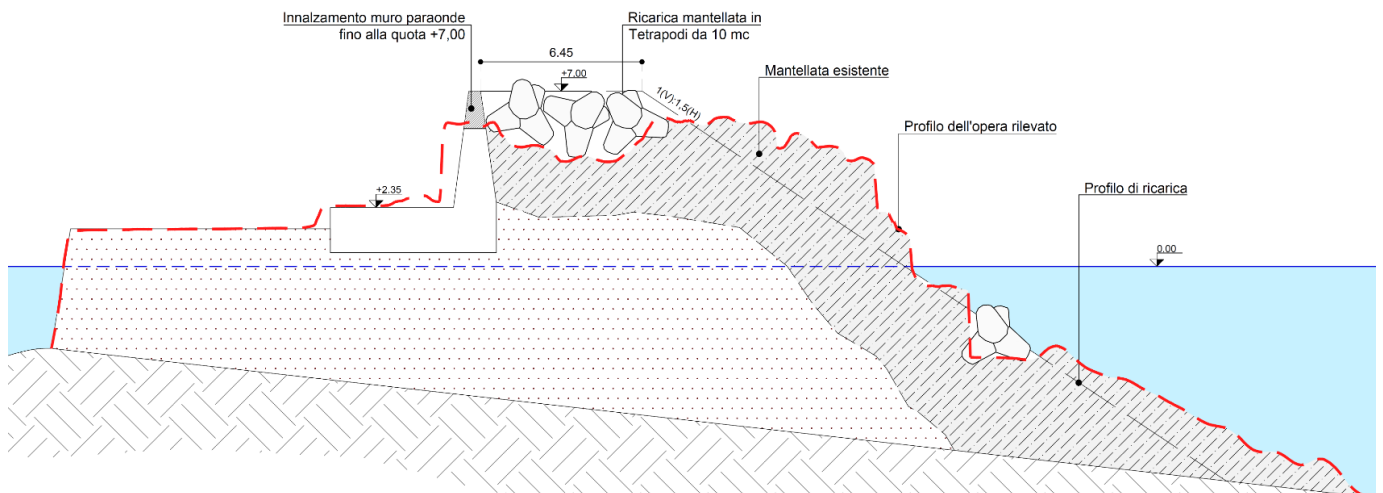 Innalzamento muro paraonde
fino alla quota +7,00
Ricarica mantellata in
Tetrapodi da 10 mc
6.45
+7.00
1(V):1,5(H)
Mantellata esistente
Profilo dell'opera rilevato
+2.35
Profilo di ricarica
0.00